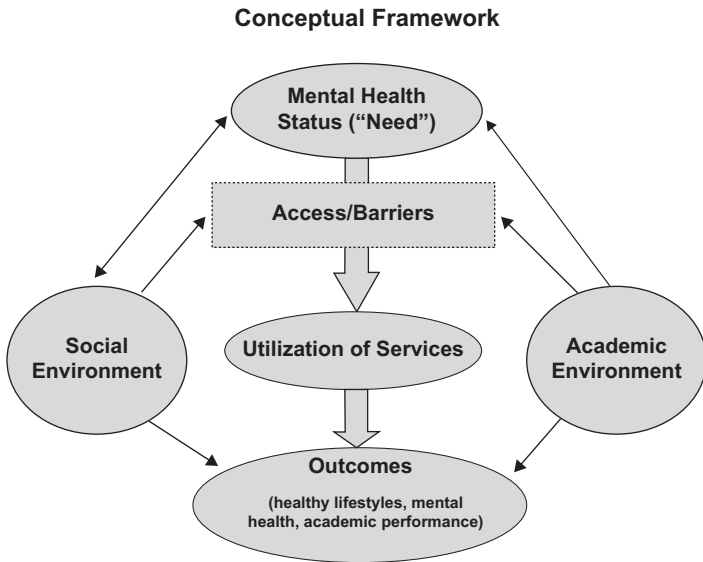 Conceptual Framework
Mental Health
Status (“Need”)
Access/Barriers
Social
Environment
Utilization of Services
Academic
Environment
Outcomes
(healthy lifestyles, mental
health, academic performance)